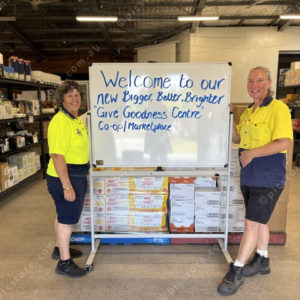 Welcome to our
new Bigger, Better, Brighter
"Give Goodness Centre"
Co-op/Marketplace